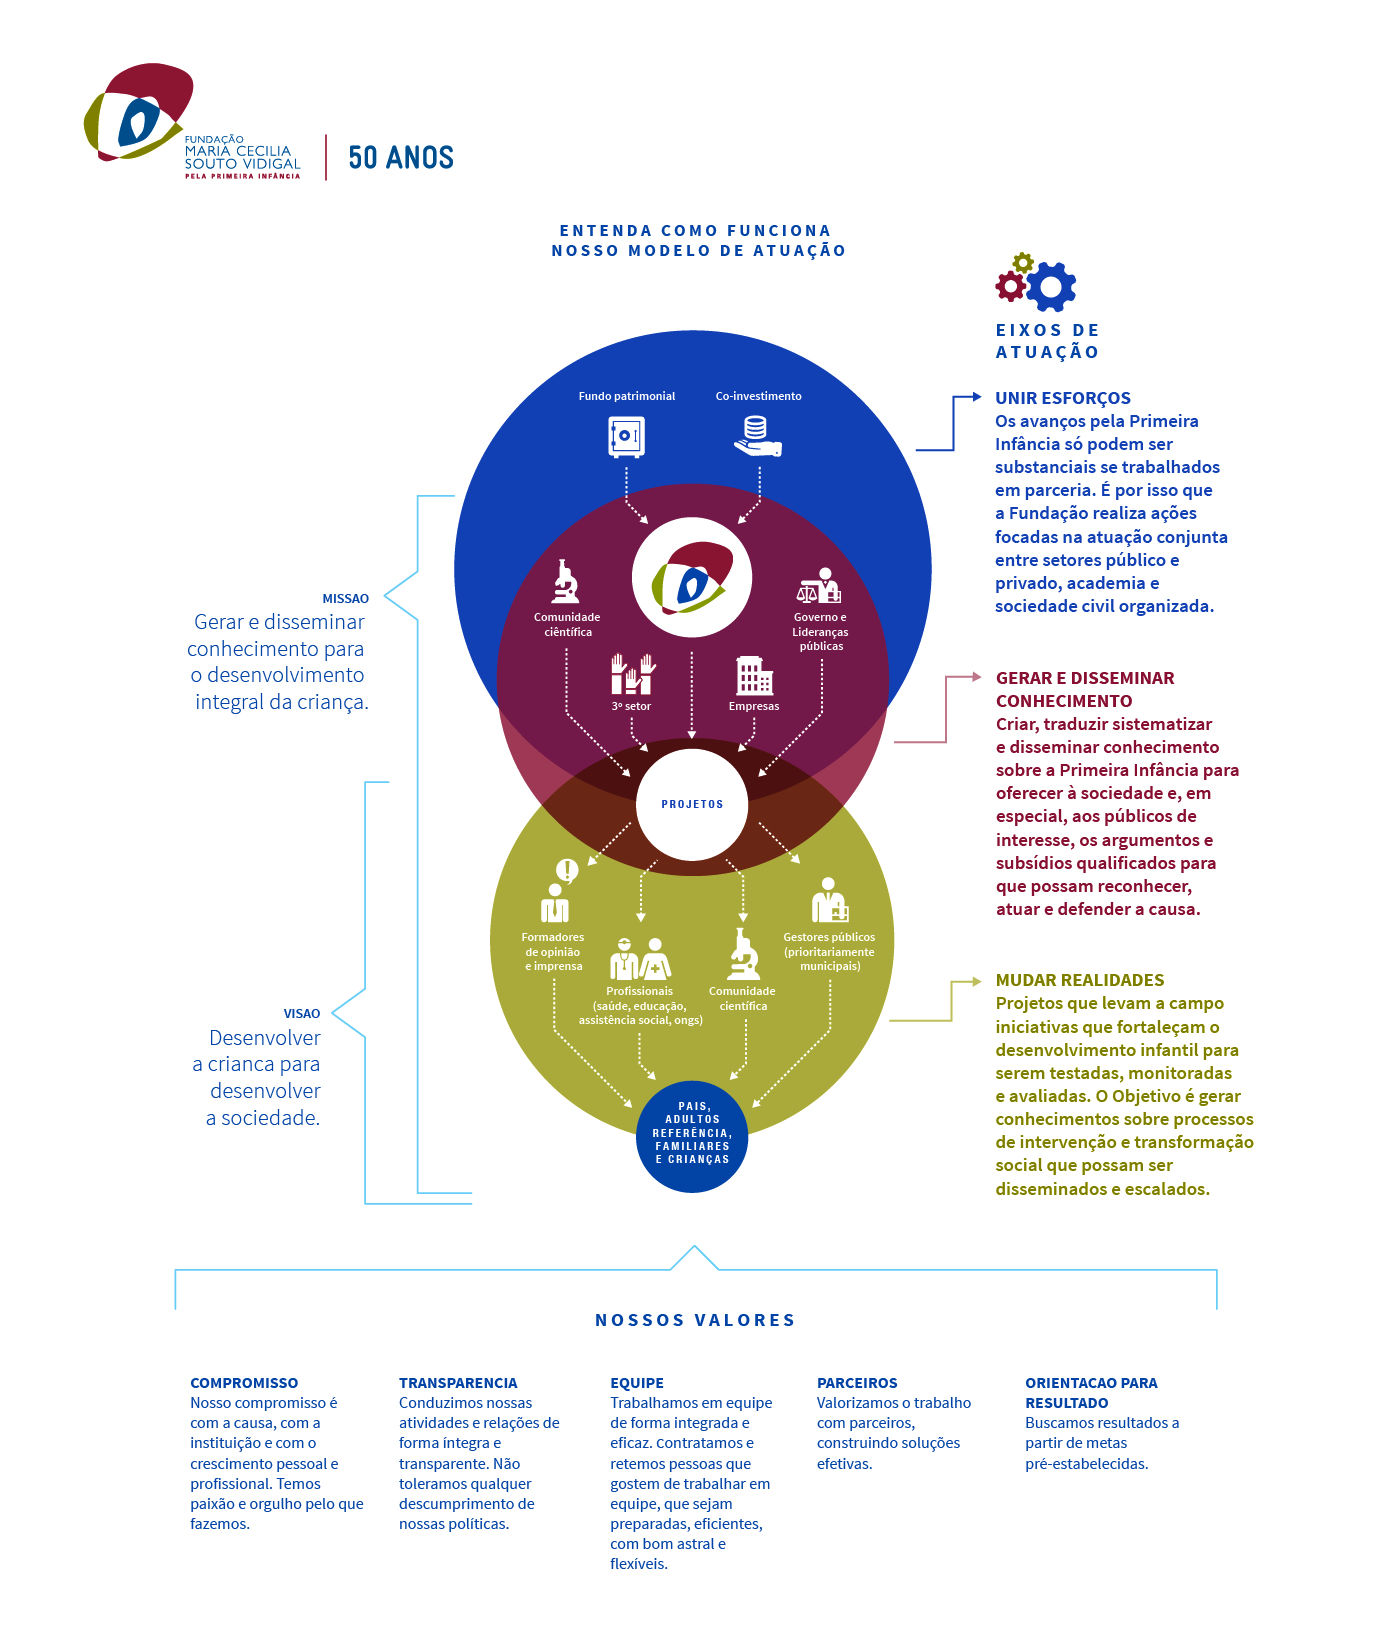 FUNDAÇÃO
MARIA CECILIA
SOUTO VIDIGAL
PELA PRIMEIRA INFÂNCIA
50 ANOS
ENTENDA COMO FUNCIONA
NOSSO MODELO DE ATUAÇÃO
EIXOS DE
ATUAÇÃO
UNIR ESFORÇOS
Os avanços pela Primeira
Infância só podem ser
substanciais se trabalhados
em parceria. É por isso que
a Fundação realiza ações
focadas na atuação conjunta
entre setores público e
privado, academia e
sociedade civil organizada.
GERAR E DISSEMINAR
CONHECIMENTO
Criar, traduzir sistematizar
e disseminar conhecimento
sobre a Primeira Infância para
oferecer à sociedade e, em
especial, aos públicos de
interesse, os argumentos e
subsídios qualificados para
que possam reconhecer,
atuar e defender a causa.
MUDAR REALIDADES
Projetos que levam a campo
iniciativas que fortaleçam o
desenvolvimento infantil para
serem testadas, monitoradas
e avaliadas. O Objetivo é gerar
conhecimentos sobre processos
de intervenção e transformação
social que possam ser
disseminados e escalados.
Fundo patrimonial
Co-investimento
Comunidade
ciêntífica
Governo e
Lideranças
públicas
3º setor
Empresas
PROJETOS
Formadores
de opinião
e imprensa
Profissionais
(saúde, educação,
assistência social, ongs)
Comunidade
científica
Gestores públicos
(prioritariamente
municipais)
PAIS,
ADULTOS
REFERÊNCIA,
FAMILIARES
E CRIANÇAS
MISSAO
Gerar e disseminar
conhecimento para
o desenvolvimento
integral da criança.
VISAO
Desenvolver
a crianca para
desenvolver
a sociedade.
NOSSOS VALORES
COMPROMISSO
Nosso compromisso é
com a causa, com a
instituição e com o
crescimento pessoal e
profissional. Temos
paixão e orgulho pelo que
fazemos.
TRANSPARENCIA
Conduzimos nossas
atividades e relações de
forma íntegra e
transparente. Não
toleramos qualquer
descumprimento de
nossas políticas.
EQUIPE
Trabalhamos em equipe
de forma integrada e
eficaz. Contratamos e
retemos pessoas que
gostem de trabalhar em
equipe, que sejam
preparadas, eficientes,
com bom astral e
flexíveis.
PARCEIROS
Valorizamos o trabalho
com parceiros,
construindo soluções
efetivas.
ORIENTACAO PARA
RESULTADO
Buscamos resultados a
partir de metas
pré-estabelecidas.